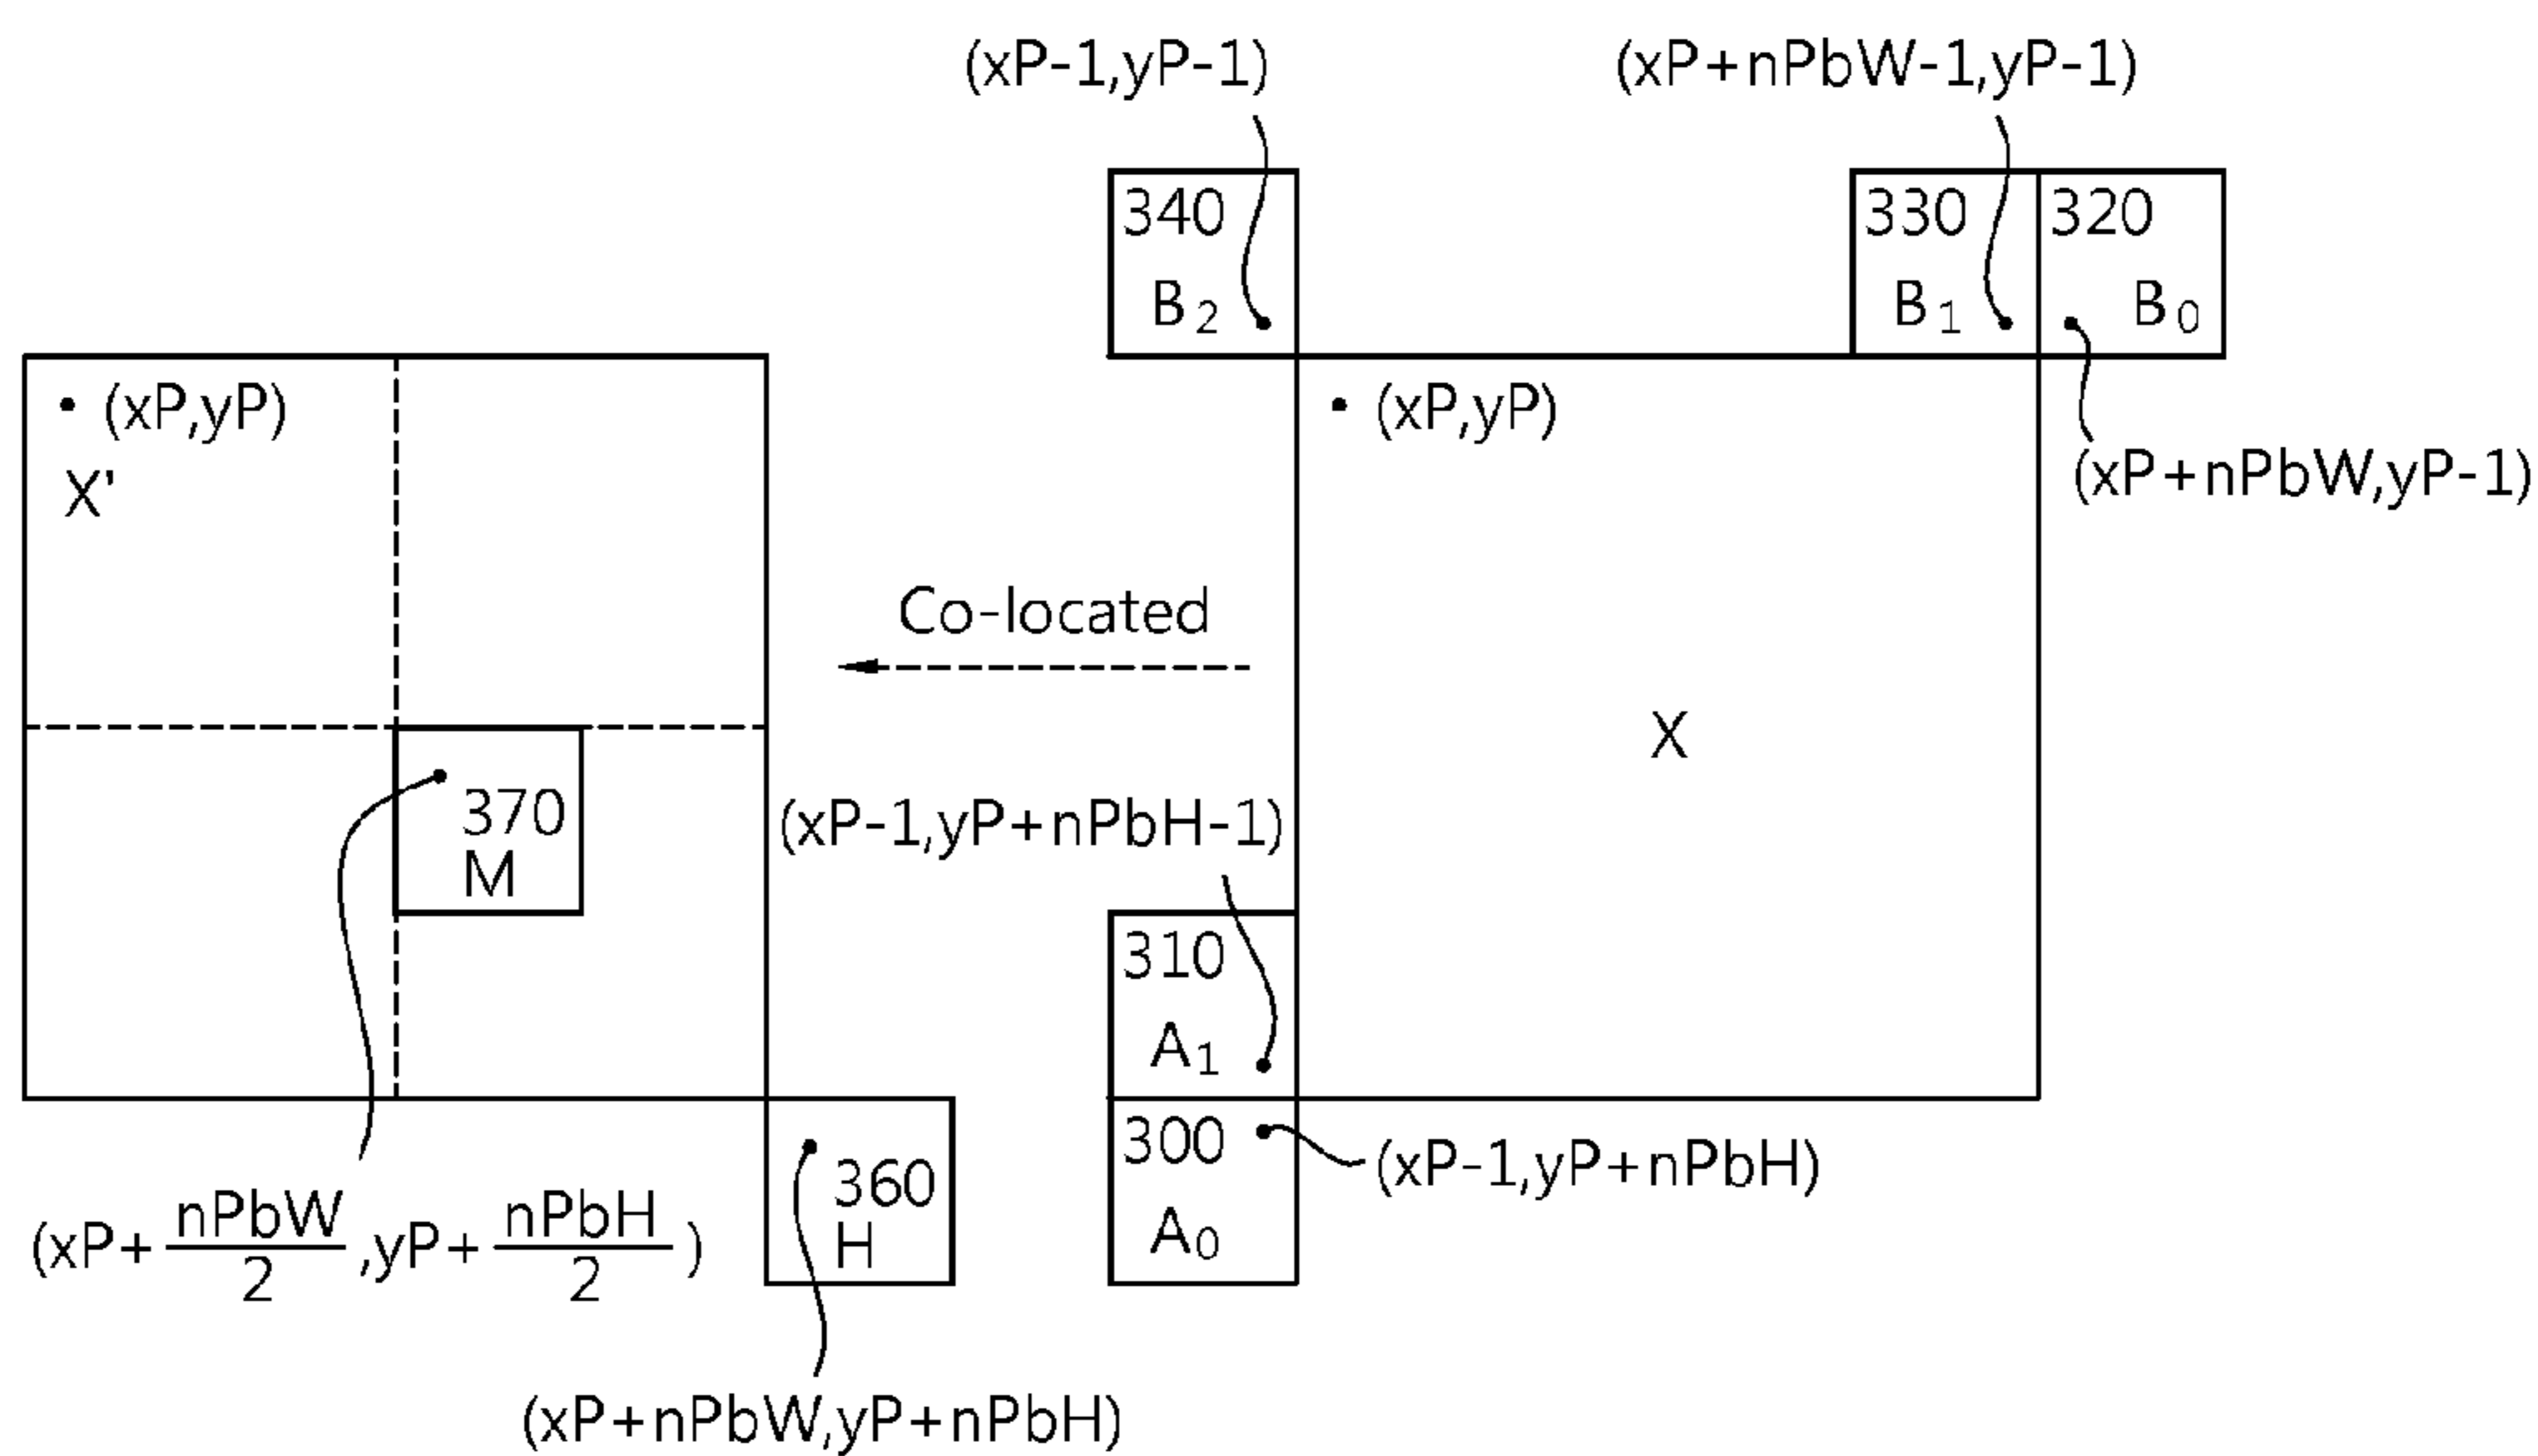 (xP-1,yP-1)
(xP+nPbW-1,yP-1)
340
B2
330
B1
320
B0
(xP,yP)
X'
(xP,yP)
(xP+nPbW,yP-1)
Co-located
X
370
M
(xP-1,yP+nPbH-1)
310
A1
300
A0
(xP-1,yP+nPbH)
360
H
(xP+nPbW/2,yP+nPbH/2)
(xP+nPbW,yP+nPbH)